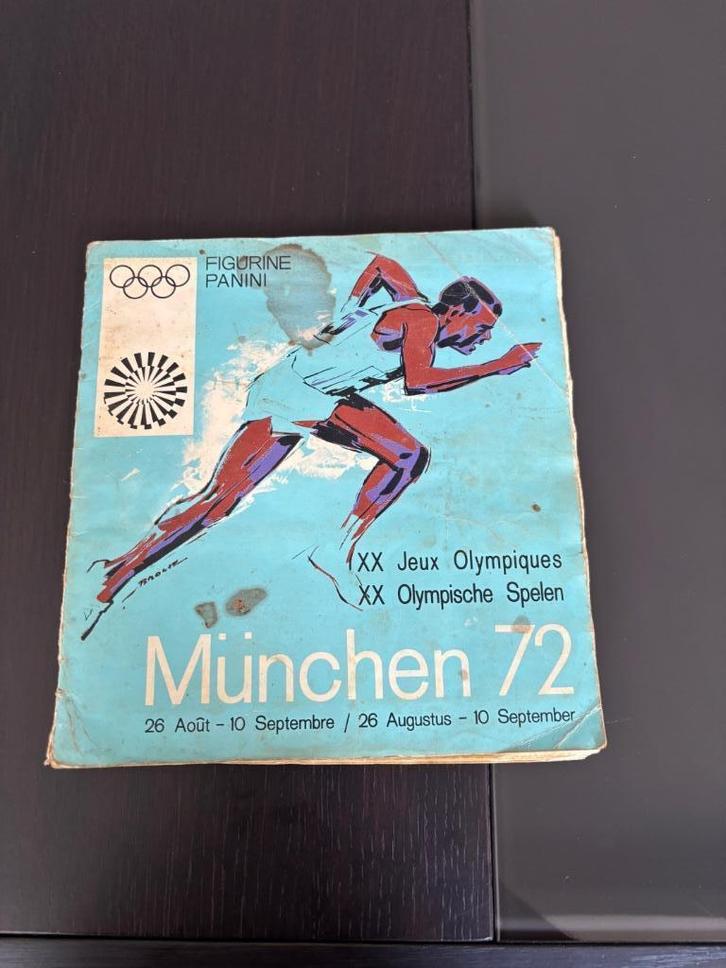 FIGURINE
PANINI
XX Jeux Olympiques
XX Olympische Spelen
München 72
26 Août – 10 Septembre / 26 Augustus – 10 September